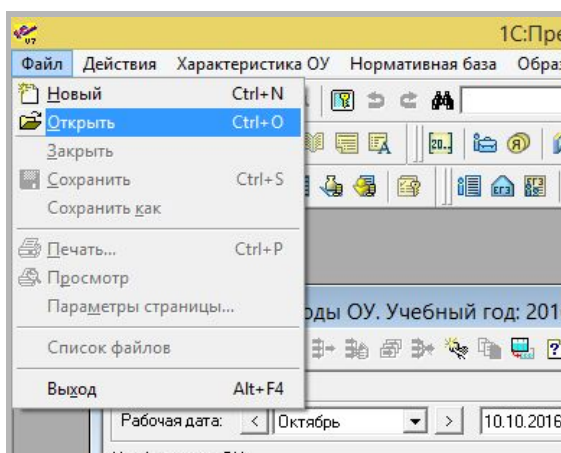 1С:Пре
Файл Действия Характеристика ОУ Нормативная база Обра
Новый Ctrl+N
Открыть Ctrl+O
Закрыть
Сохранить Ctrl+S
Сохранить как
Печать... Ctrl+P
Просмотр
Параметры страницы...
оды ОУ. Учебный год: 201
Список файлов
Выход Alt+F4
Рабочая дата: < Октябрь > 10.10.2016